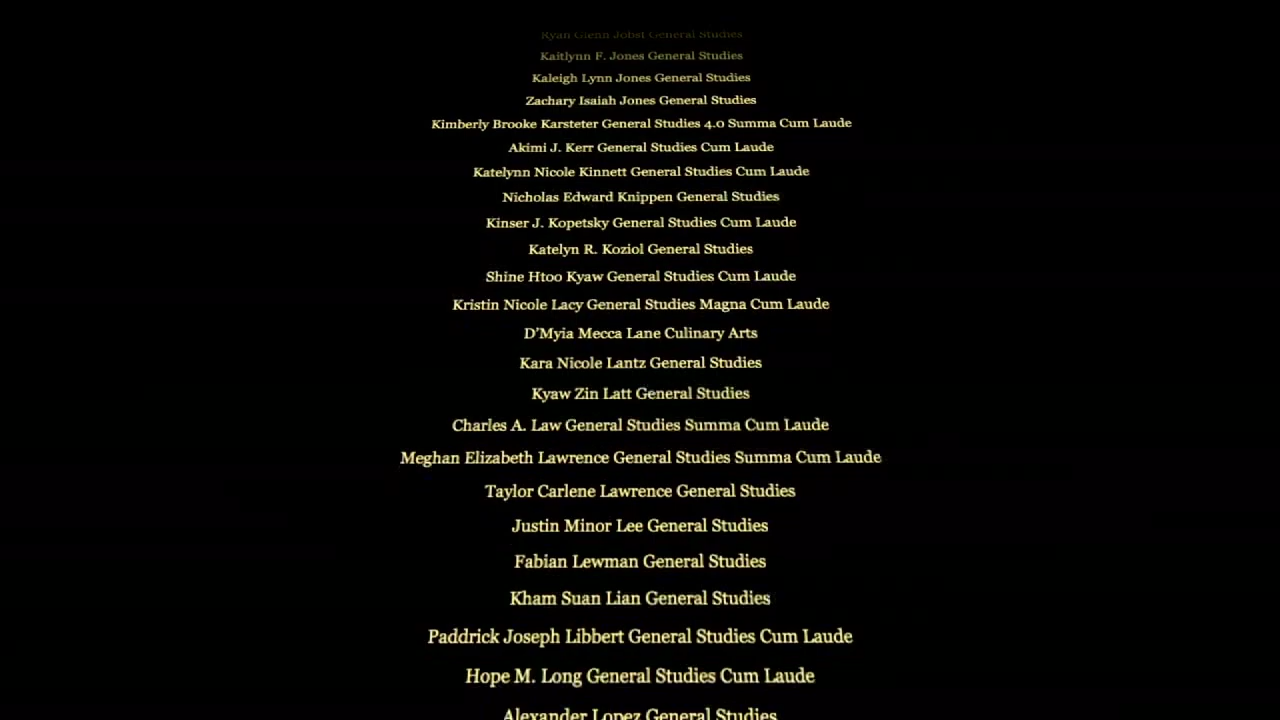 Ryan Glenn Jobst General Studies
Kaitlynn F. Jones General Studies
Kaleigh Lynn Jones General Studies
Zachary Isaiah Jones General Studies
Kimberly Brooke Karsteter General Studies 4.0 Summa Cum Laude
Akimi J. Kerr General Studies Cum Laude
Katelynn Nicole Kinnett General Studies Cum Laude
Nicholas Edward Knippen General Studies
Kinser J. Kopetsky General Studies Cum Laude
Katelyn R. Koziol General Studies
Shine Htoo Kyaw General Studies Cum Laude
Kristin Nicole Lacy General Studies Magna Cum Laude
D’Myia Mecca Lane Culinary Arts
Kara Nicole Lantz General Studies
Kyaw Zin Latt General Studies
Charles A. Law General Studies Summa Cum Laude
Meghan Elizabeth Lawrence General Studies Summa Cum Laude
Taylor Carlene Lawrence General Studies
Justin Minor Lee General Studies
Fabian Lewman General Studies
Kham Suan Lian General Studies
Paddrick Joseph Libbert General Studies Cum Laude
Hope M. Long General Studies Cum Laude
Alexander Lopez General Studies